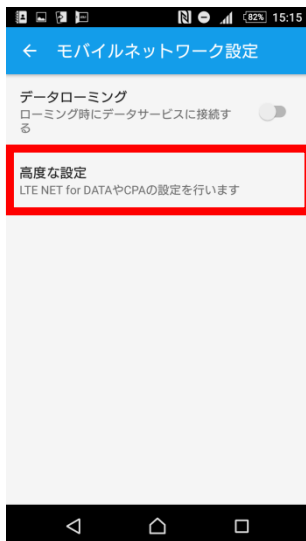 82% 15:15
モバイルネットワーク設定
データローミング
ローミング時にデータサービスに接続す
る
高度な設定
LTE NET for DATAやCPAの設定を行います